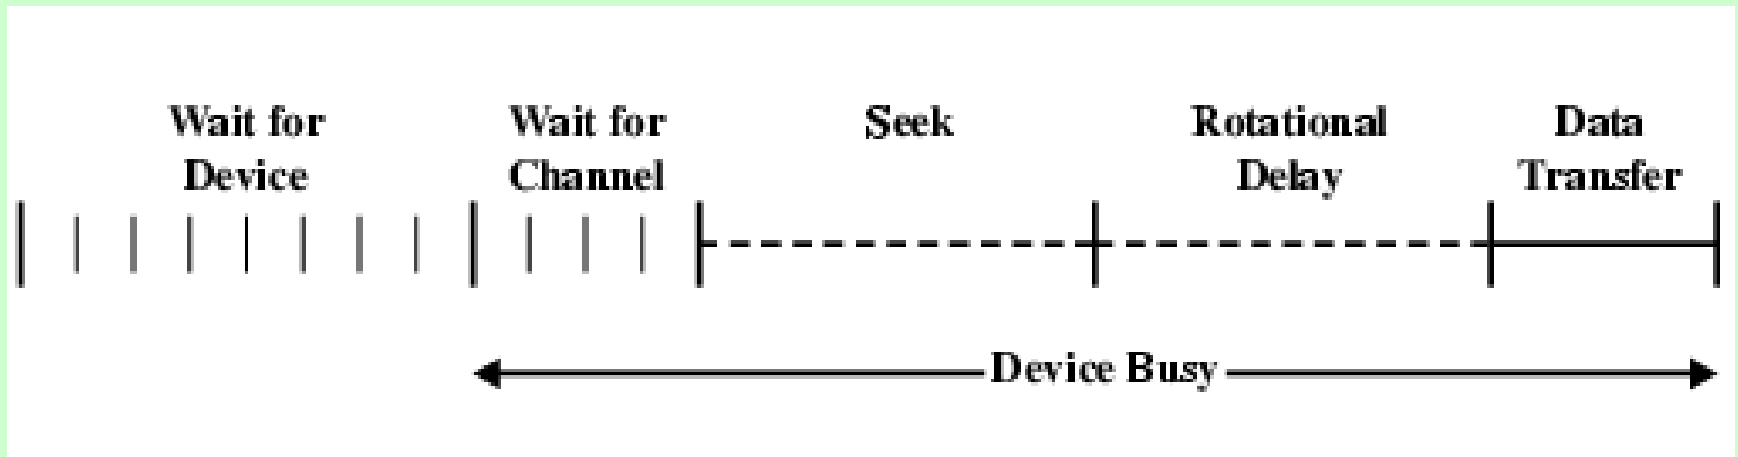 Wait for
Device
Wait for
Channel
Seek
Rotational
Delay
Data
Transfer
Device Busy